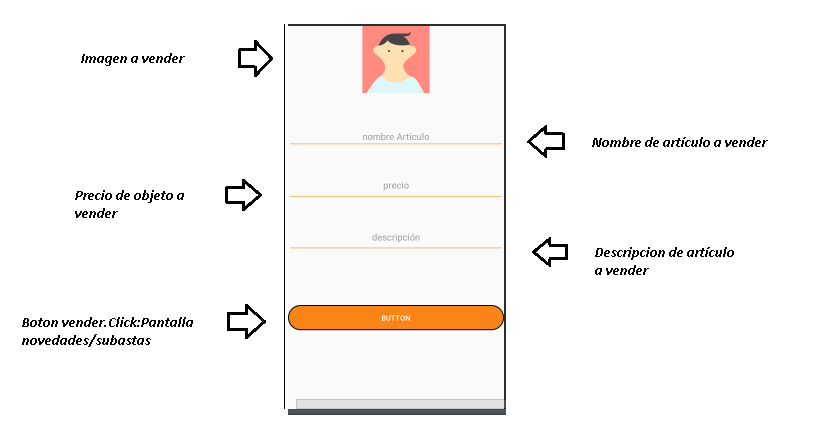 Imagen a vender
nombre Artículo
Nombre de artículo a vender
precio
Precio de objeto a
vender
descripción
Descripcion de artículo
a vender
Boton vender.Click:Pantalla
novedades/subastas
BUTTON